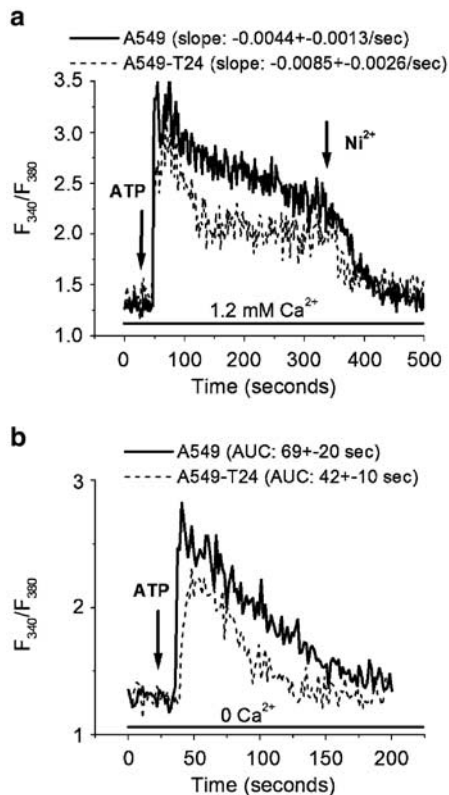 a
A549 (slope: -0.0044+-0.0013/sec)
A549-T24 (slope: -0.0085+-0.0026/sec)
3.5
3.0
2.5
2.0
1.5
1.0
F340/F380
ATP
Ni2+
1.2 mM Ca2+
0 100 200 300 400 500
Time (seconds)
b
A549 (AUC: 69+-20 sec)
A549-T24 (AUC: 42+-10 sec)
3
2
1
F340/F380
ATP
0 Ca2+
0 50 100 150 200
Time (seconds)